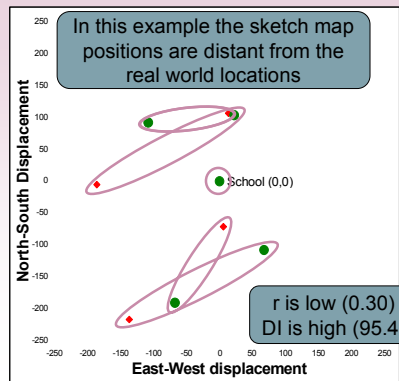 In this example the sketch map
positions are distant from the
real world locations
North-South Displacement
250
200
150
100
50
0
-50
-100
-150
-200
-250
School (0,0)
r is low (0.30)
DI is high (95.4
-250 -200 -150 -100 -50 0 50 100 150 200 250
East-West displacement